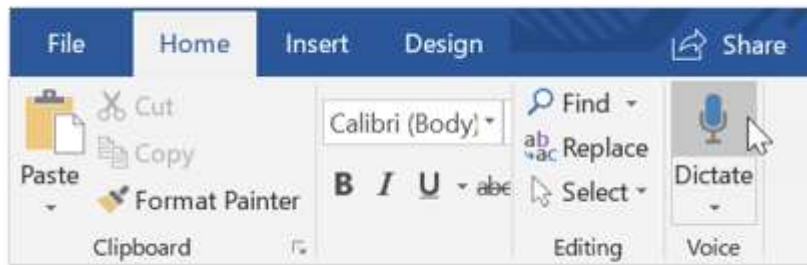 File Home Insert Design Share
Cut
Copy
Paste
Format Painter
Clipboard
Calibri (Body)
B I U abc
Find
Replace
Select
Editing
Dictate
Voice